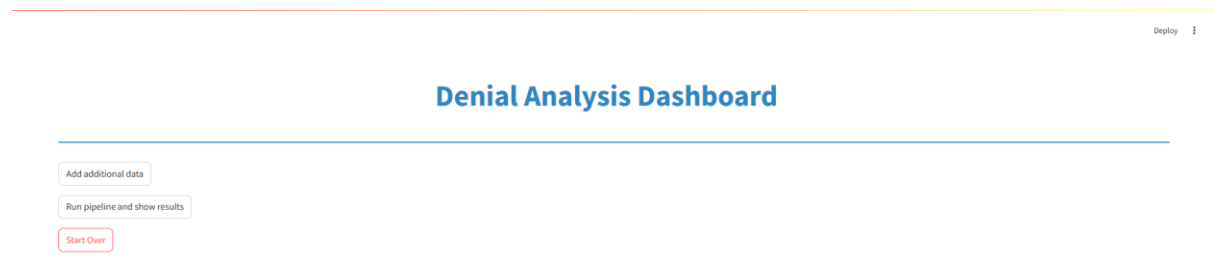 Deploy
Denial Analysis Dashboard
Add additional data
Run pipeline and show results
Start Over